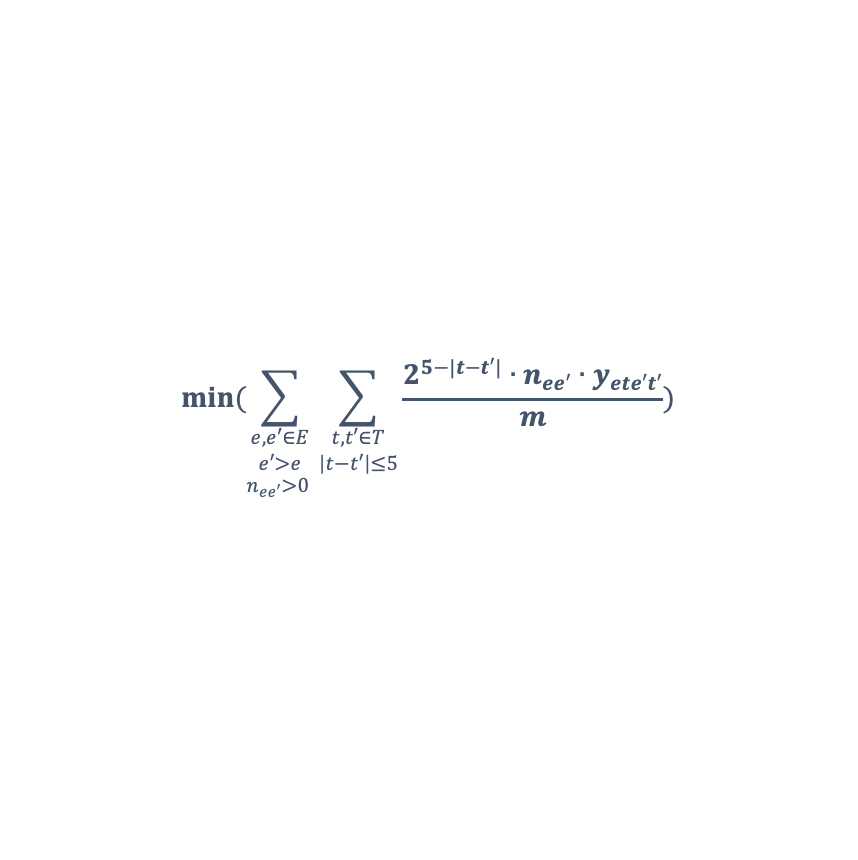 min( ∑ ∑ 2^{5−|t−t′|} · n_{ee′} · y_{ete′t′} )
m
e,e′∈E t,t′∈T
e′>e |t−t′|≤5
n_{ee′}>0